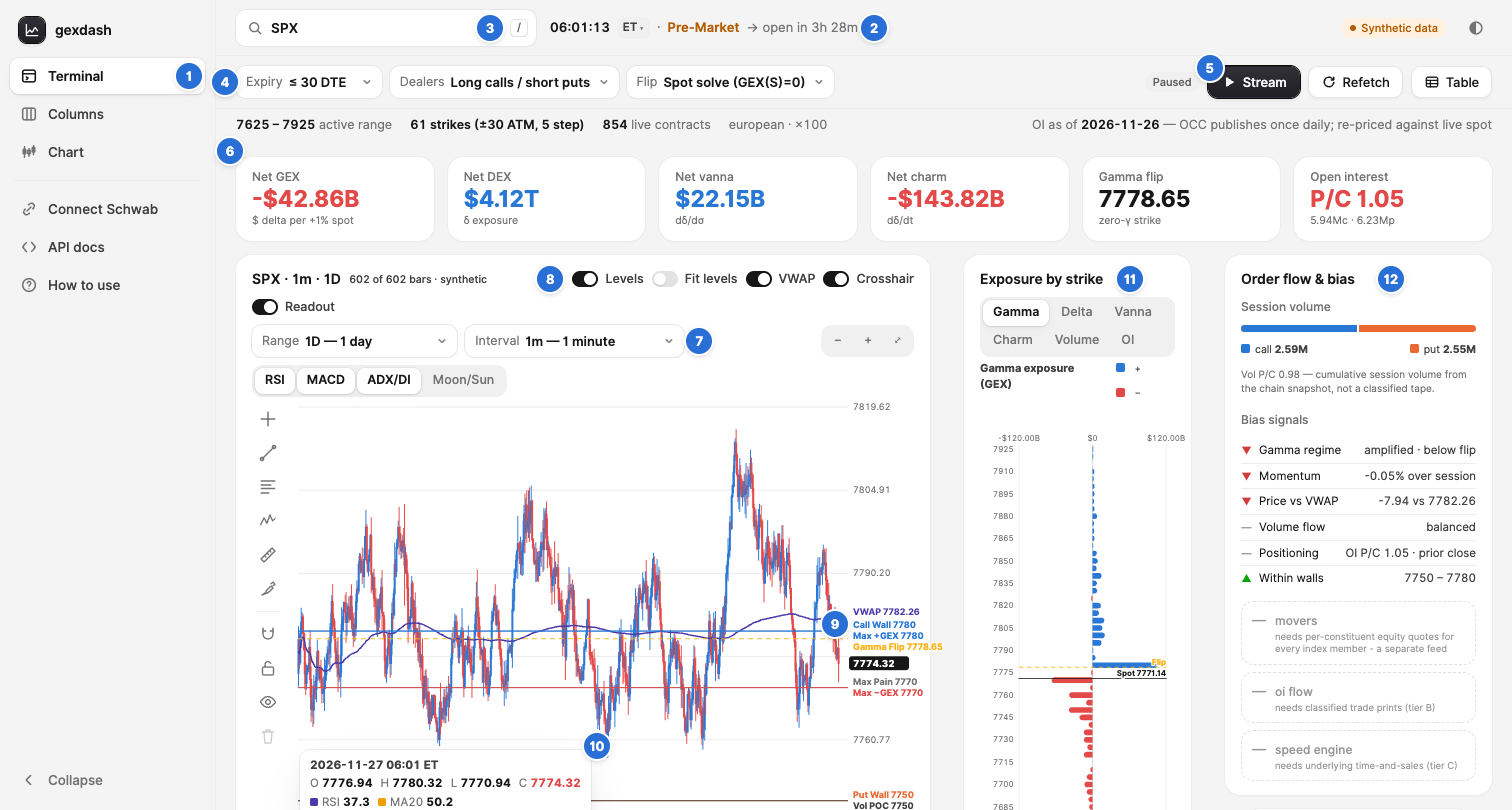 gexdash
Terminal
1
Columns
Chart
Connect Schwab
API docs
How to use
Collapse
SPX
3
/
06:01:13 ET · Pre-Market → open in 3h 28m
2
Synthetic data
4
Expiry ≤ 30 DTE
Dealers Long calls / short puts
Flip Spot solve (GEX(S)=0)
Paused
5
Stream
Refetch
Table
7625 – 7925 active range 61 strikes (±30 ATM, 5 step) 854 live contracts european · ×100
OI as of 2026-11-26 — OCC publishes once daily; re-priced against live spot
6
Net GEX
-$42.86B
$ delta per +1% spot
Net DEX
$4.12T
δ exposure
Net vanna
$22.15B
dδ/dσ
Net charm
-$143.82B
dδ/dt
Gamma flip
7778.65
zero-γ strike
Open interest
P/C 1.05
5.94Mc · 6.23Mp
SPX · 1m · 1D 602 of 602 bars · synthetic
8
Levels
Fit levels
VWAP
Crosshair
Readout
Range 1D — 1 day
Interval 1m — 1 minute
7
−
+
RSI
MACD
ADX/DI
Moon/Sun
7819.62
7804.91
7790.20
VWAP 7782.26
9
Call Wall 7780
Max +GEX 7780
Gamma Flip 7778.65
7774.32
Max Pain 7770
Max −GEX 7770
7760.77
10
2026-11-27 06:01 ET
O 7776.94 H 7780.32 L 7770.94 C 7774.32
RSI 37.3 MA20 50.2
Put Wall 7750
Vol POC 7750
Exposure by strike
11
Gamma
Delta
Vanna
Charm
Volume
OI
Gamma exposure
(GEX)
+
−
-$120.00B
$0
$120.00B
7925
7910
7895
7880
7865
7850
7835
7820
7805
7790
Flip
7775
Spot 7771.14
7760
7745
7730
7715
7700
7685
Order flow & bias
12
Session volume
call 2.59M
put 2.55M
Vol P/C 0.98 — cumulative session volume from
the chain snapshot, not a classified tape.
Bias signals
Gamma regime amplified · below flip
Momentum -0.05% over session
Price vs VWAP -7.94 vs 7782.26
— Volume flow balanced
— Positioning OI P/C 1.05 · prior close
Within walls 7750 – 7780
— movers
needs per-constituent equity quotes for
every index member - a separate feed
— oi flow
needs classified trade prints (tier B)
— speed engine
needs underlying time-and-sales (tier C)